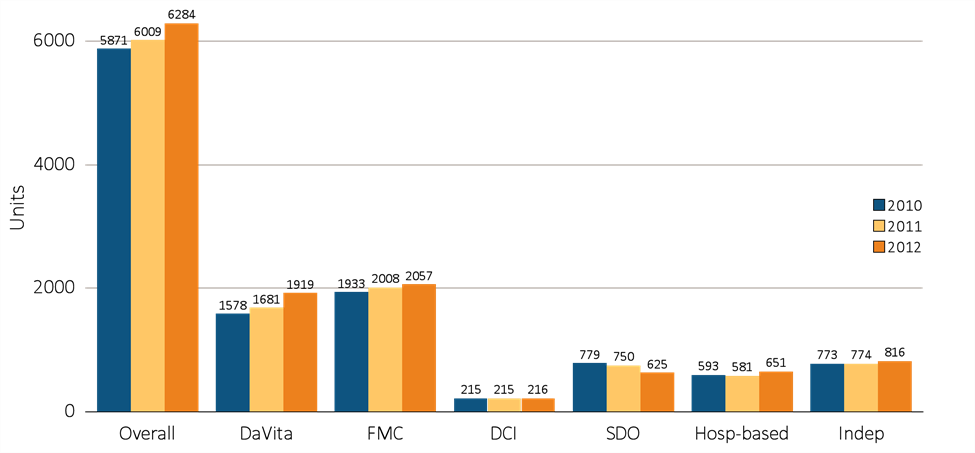 6000
4000
2000
0
Units
5871 6009 6284
1578 1681 1919
1933 2008 2057
215 215 216
779 750 625
593 581 651
773 774 816
2010
2011
2012
Overall DaVita FMC DCI SDO Hosp-based Indep